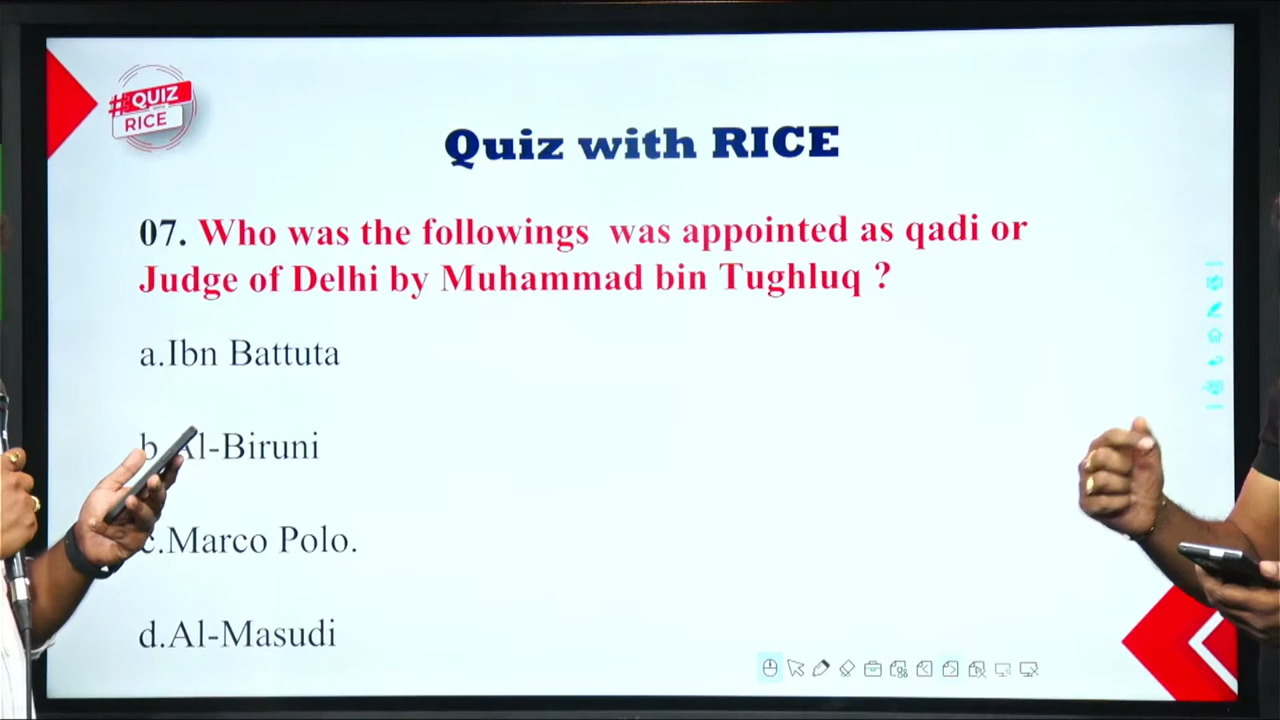 #QUIZ
RICE
Quiz with RICE
07. Who was the followings was appointed as qadi or
Judge of Delhi by Muhammad bin Tughluq ?
a.Ibn Battuta
b.Al-Biruni
c.Marco Polo.
d.Al-Masudi